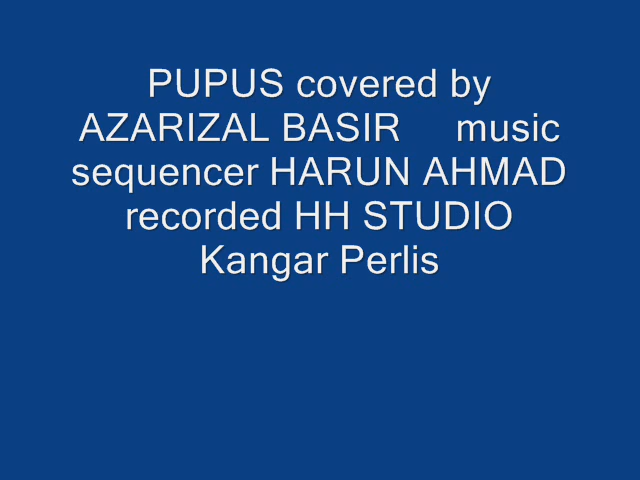 PUPUS covered by
AZARIZAL BASIR music
sequencer HARUN AHMAD
recorded HH STUDIO
Kangar Perlis